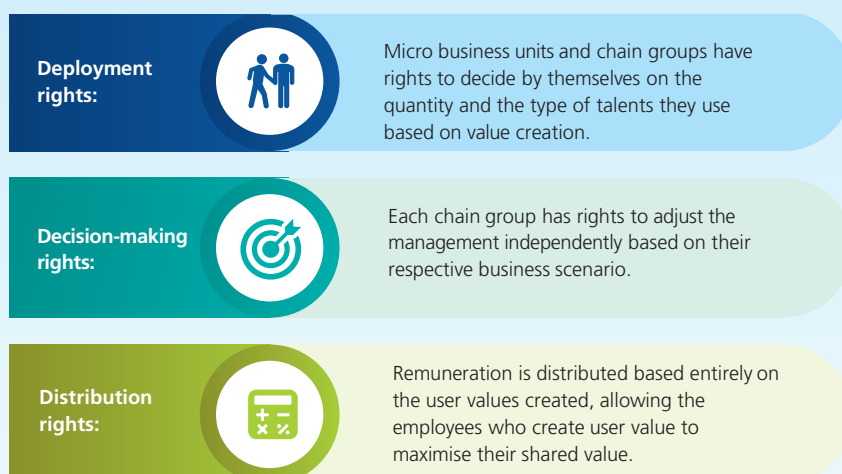 Deployment
rights:
Micro business units and chain groups have
rights to decide by themselves on the
quantity and the type of talents they use
based on value creation.
Decision-making
rights:
Each chain group has rights to adjust the
management independently based on their
respective business scenario.
Distribution
rights:
Remuneration is distributed based entirely on
the user values created, allowing the
employees who create user value to
maximise their shared value.